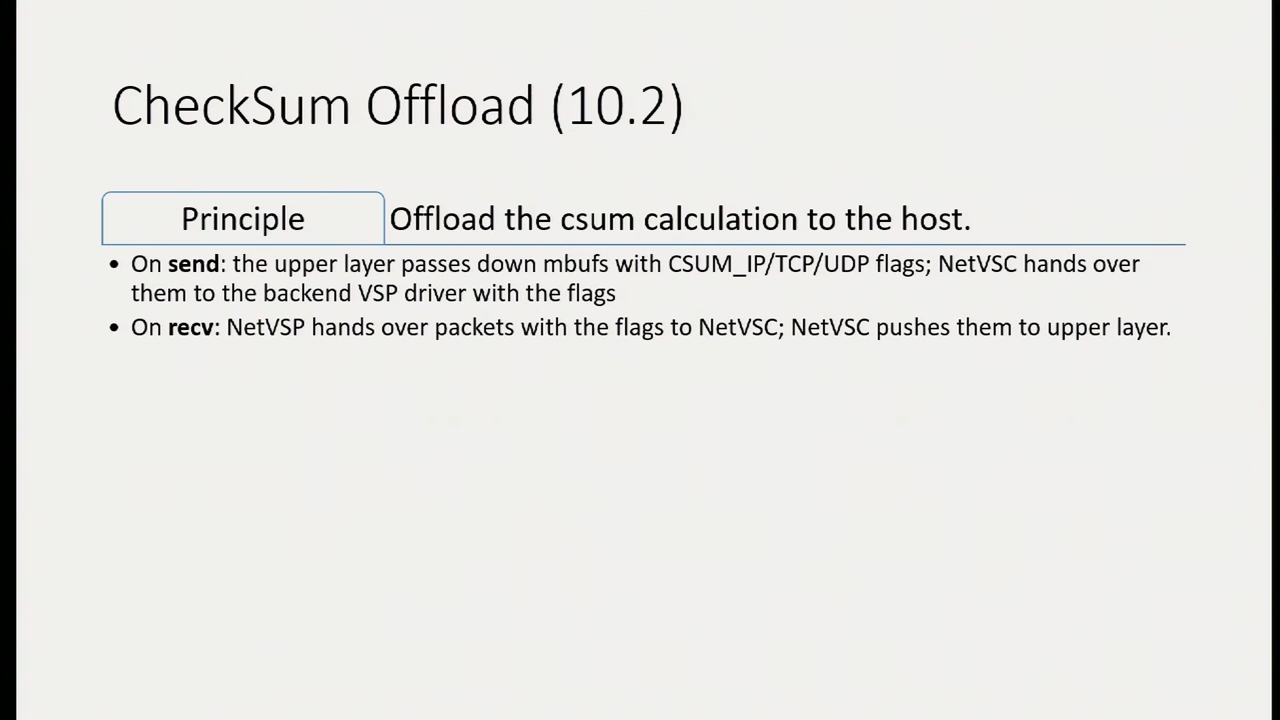 CheckSum Offload (10.2)
Principle Offload the csum calculation to the host.
• On send: the upper layer passes down mbufs with CSUM_IP/TCP/UDP flags; NetVSC hands over
them to the backend VSP driver with the flags
• On recv: NetVSP hands over packets with the flags to NetVSC; NetVSC pushes them to upper layer.